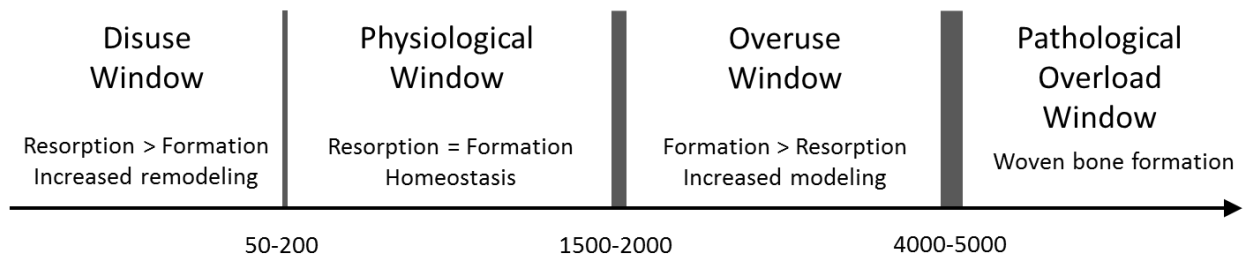 Disuse
Window
Resorption > Formation
Increased remodeling
Physiological
Window
Resorption = Formation
Homeostasis
Overuse
Window
Formation > Resorption
Increased modeling
Pathological
Overload
Window
Woven bone formation
50-200
1500-2000
4000-5000